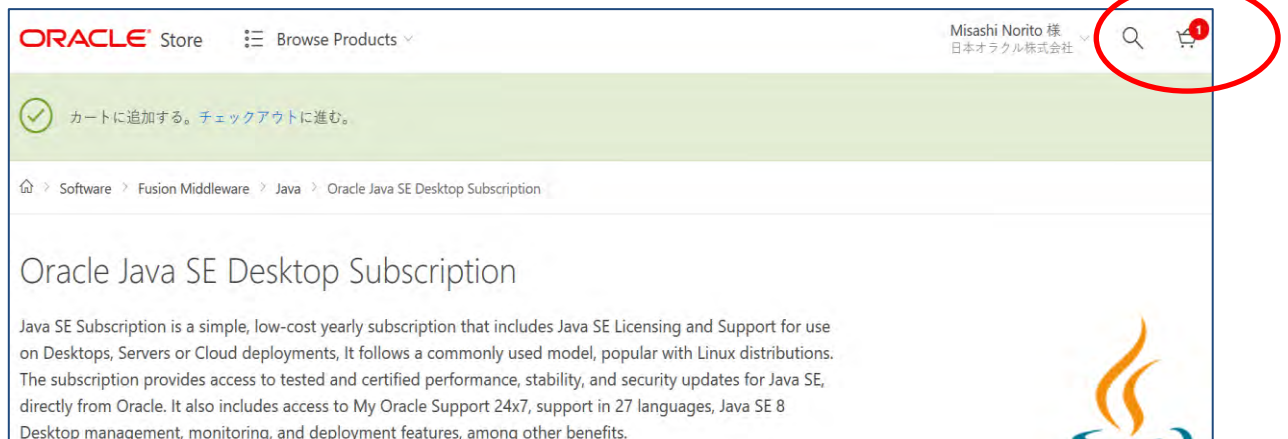 ORACLE Store Browse Products Misashi Norito 様
日本オラクル株式会社
1
カートに追加する。チェックアウトに進む。
Software > Fusion Middleware > Java > Oracle Java SE Desktop Subscription
Oracle Java SE Desktop Subscription
Java SE Subscription is a simple, low-cost yearly subscription that includes Java SE Licensing and Support for use
on Desktops, Servers or Cloud deployments, It follows a commonly used model, popular with Linux distributions.
The subscription provides access to tested and certified performance, stability, and security updates for Java SE,
directly from Oracle. It also includes access to My Oracle Support 24x7, support in 27 languages, Java SE 8
Desktop management, monitoring, and deployment features, among other benefits.